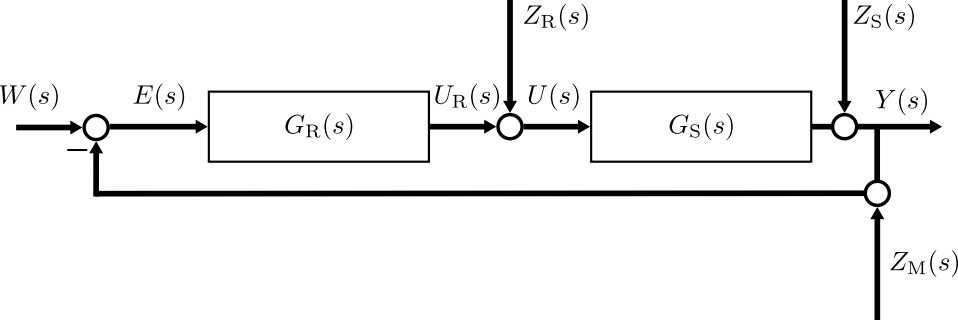 Z_R(s) Z_S(s)
W(s) E(s) U_R(s) U(s) Y(s)
G_R(s) G_S(s)
−
Z_M(s)